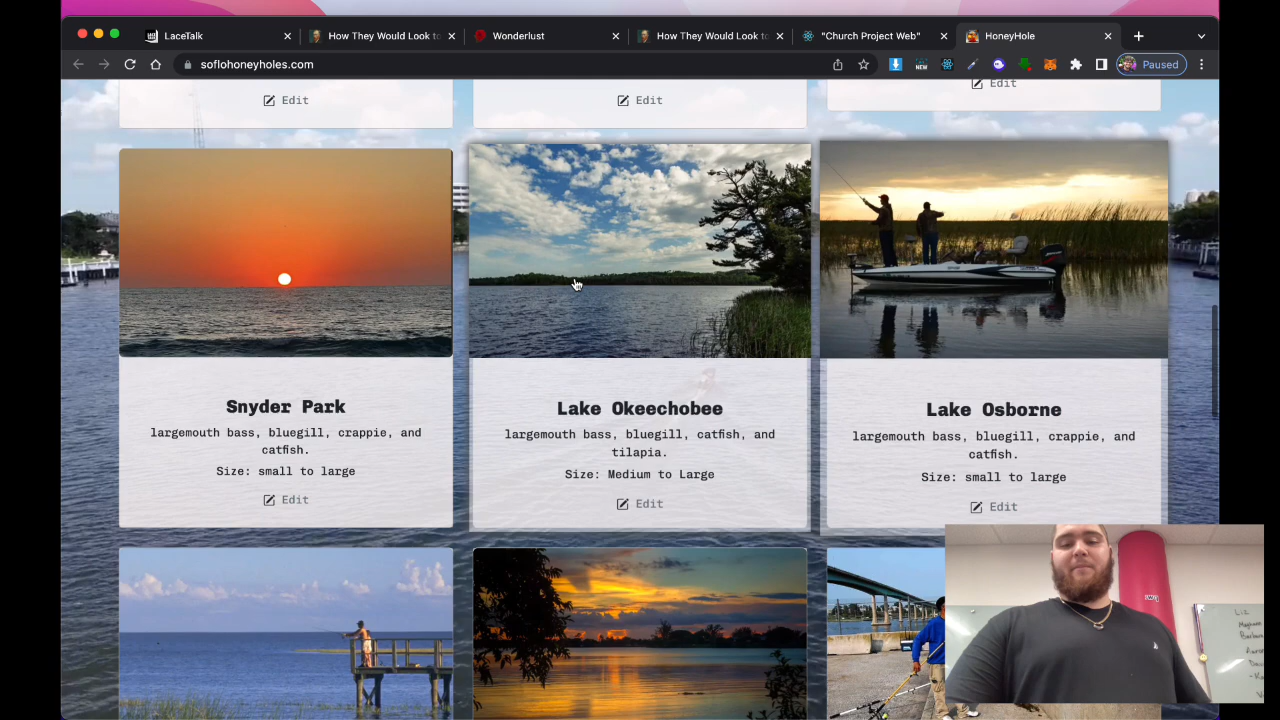 LaceTalk
How They Would Look to
Wonderlust
How They Would Look to
"Church Project Web"
HoneyHole
soflohoneyholes.com
NEW
Paused
Edit
Edit
Edit
Snyder Park
largemouth bass, bluegill, crappie, and
catfish.
Size: small to large
Edit
Lake Okeechobee
largemouth bass, bluegill, catfish, and
tilapia.
Size: Medium to Large
Edit
Lake Osborne
largemouth bass, bluegill, crappie, and
catfish.
Size: small to large
Edit